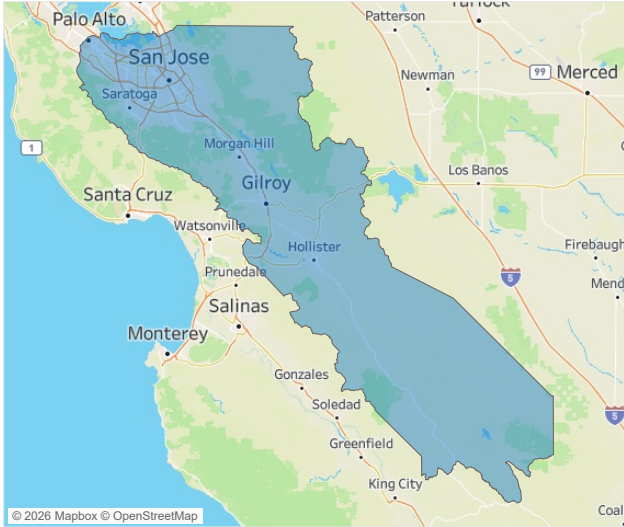 Patterson
Palo Alto
San Jose
Newman
99
Merced
Saratoga
1
Morgan Hill
Los Banos
Gilroy
Santa Cruz
Watsonville
Hollister
Firebaugh
Prunedale
5
Mend
Salinas
Monterey
Gonzales
Soledad
5
Greenfield
King City
Coal
© 2026 Mapbox © OpenStreetMap